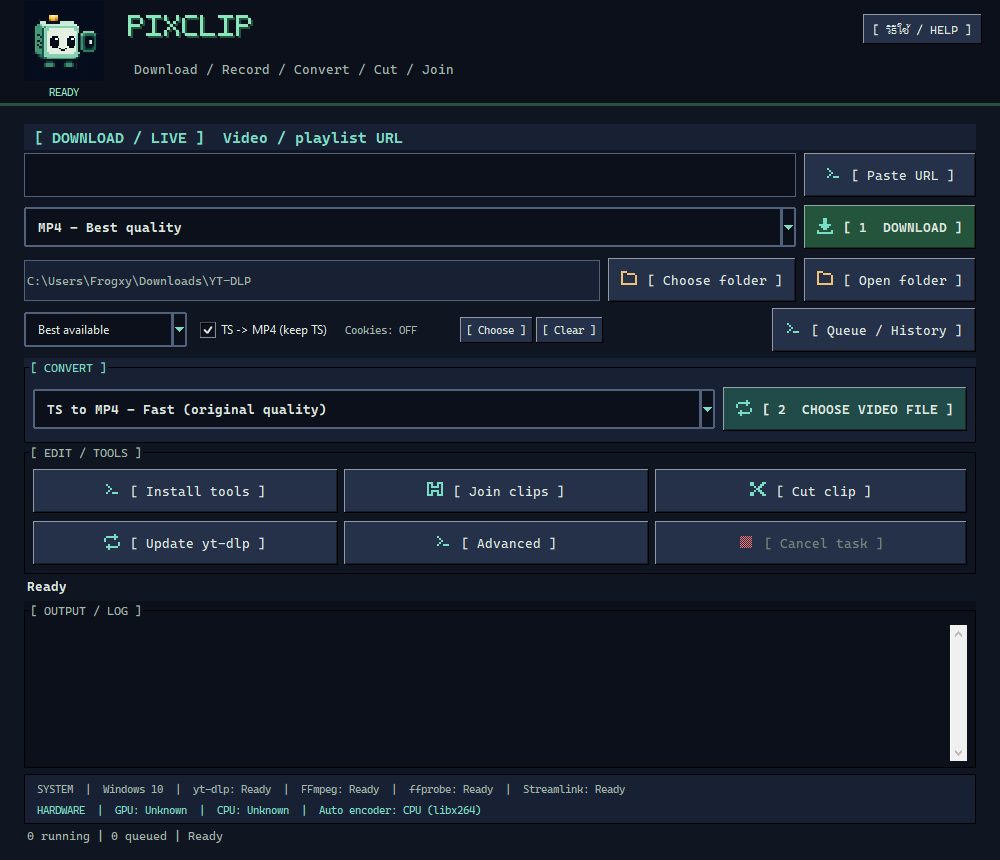 PIXCLIP
[ วิธีใช้ / HELP ]
Download / Record / Convert / Cut / Join
READY
[ DOWNLOAD / LIVE ]  Video / playlist URL
>_ [ Paste URL ]
MP4 - Best quality
[ 1  DOWNLOAD ]
C:\Users\Frogxy\Downloads\YT-DLP
[ Choose folder ]
[ Open folder ]
Best available
TS -> MP4 (keep TS)
Cookies: OFF
[ Choose ]
[ Clear ]
>_ [ Queue / History ]
[ CONVERT ]
TS to MP4 - Fast (original quality)
[ 2  CHOOSE VIDEO FILE ]
[ EDIT / TOOLS ]
>_ [ Install tools ]
[ Join clips ]
[ Cut clip ]
[ Update yt-dlp ]
>_ [ Advanced ]
[ Cancel task ]
Ready
[ OUTPUT / LOG ]
SYSTEM  |  Windows 10  |  yt-dlp: Ready  |  FFmpeg: Ready  |  ffprobe: Ready  |  Streamlink: Ready
HARDWARE  |  GPU: Unknown  |  CPU: Unknown  |  Auto encoder: CPU (libx264)
0 running | 0 queued | Ready